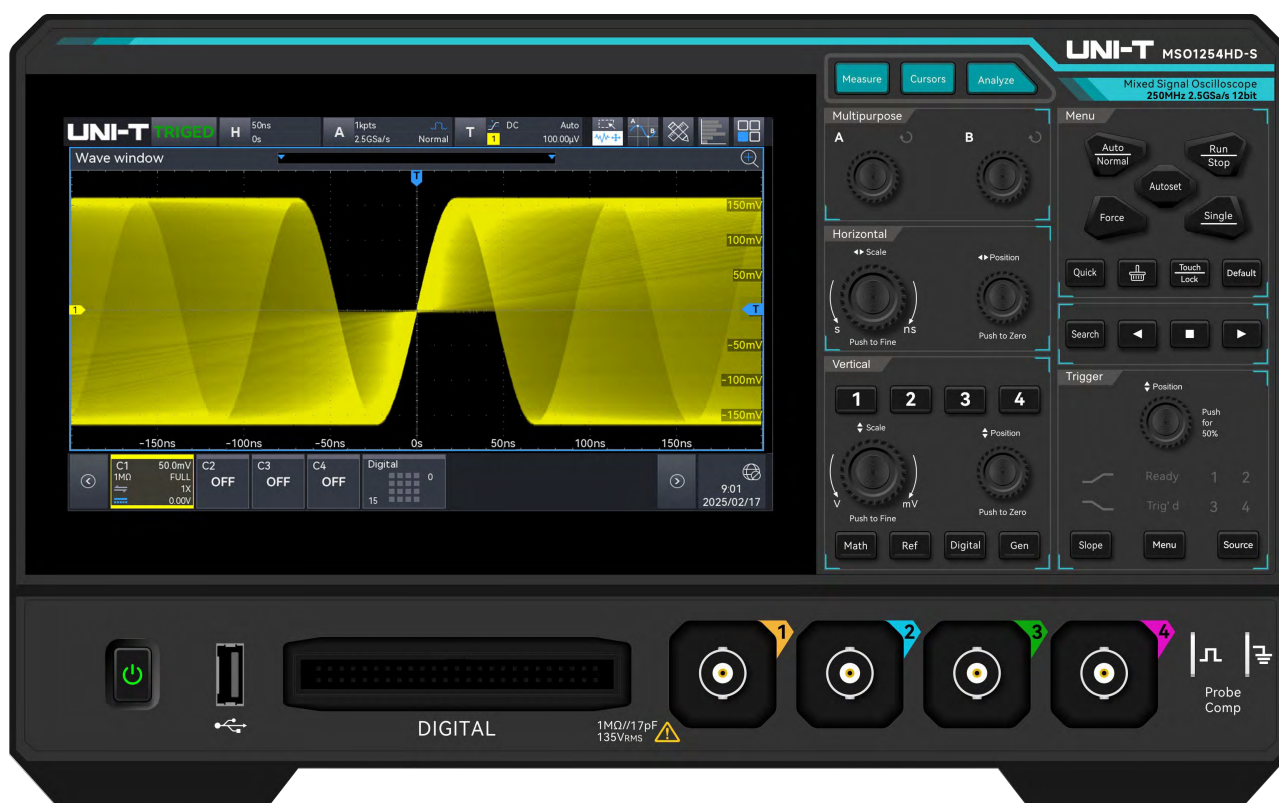 UNI-T MSO1254HD-S
Mixed Signal Oscilloscope
250MHz 2.5GSa/s 12bit
Measure
Cursors
Analyze
UNI-T TRIGED
H
50ns
0s
A
1kpts
2.5GSa/s
Normal
T
1
DC
Auto
100.00µV
A
B
Wave window
T
150mV
100mV
50mV
1
T
-50mV
-100mV
-150mV
-150ns
-100ns
-50ns
0s
50ns
100ns
150ns
C1
50.0mV
1MΩ
FULL
1X
0.00V
C2
OFF
C3
OFF
C4
OFF
Digital
0
15
9:01
2025/02/17
Multipurpose
A
B
Horizontal
Scale
Position
s
ns
Push to Fine
Push to Zero
Vertical
1
2
3
4
Scale
Position
V
mV
Push to Fine
Push to Zero
Math
Ref
Digital
Gen
Menu
Auto
Normal
Run
Stop
Autoset
Force
Single
Quick
Touch
Lock
Default
Search
Trigger
Position
Push
for
50%
Ready
1
2
Trig'd
3
4
Slope
Menu
Source
DIGITAL
1MΩ//17pF
135VRMS
1
2
3
4
Probe
Comp